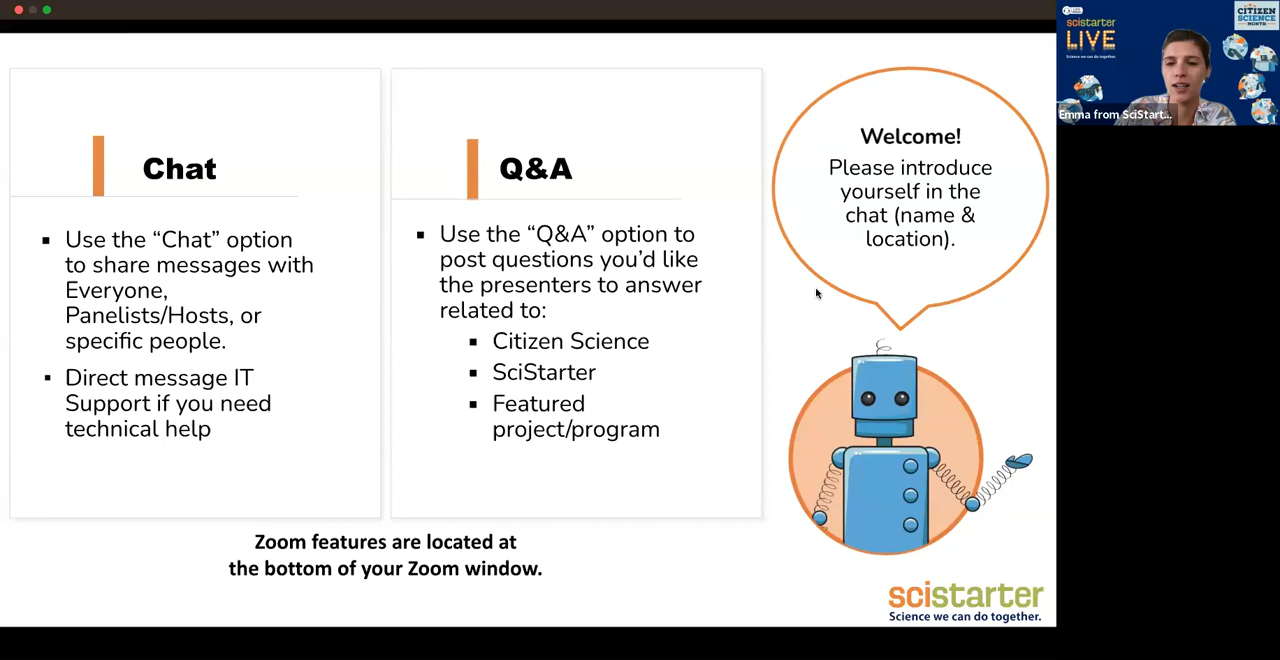 Chat
Use the “Chat” option
to share messages with
Everyone,
Panelists/Hosts, or
specific people.
Direct message IT
Support if you need
technical help
Q&A
Use the “Q&A” option to
post questions you’d like
the presenters to answer
related to:
Citizen Science
SciStarter
Featured
project/program
Zoom features are located at
the bottom of your Zoom window.
Welcome!
Please introduce
yourself in the
chat (name &
location).
scistarter
Science we can do together.
scistarter
LIVE
Science we can do together.
CITIZEN
SCIENCE
MONTH
Emma from SciStart...